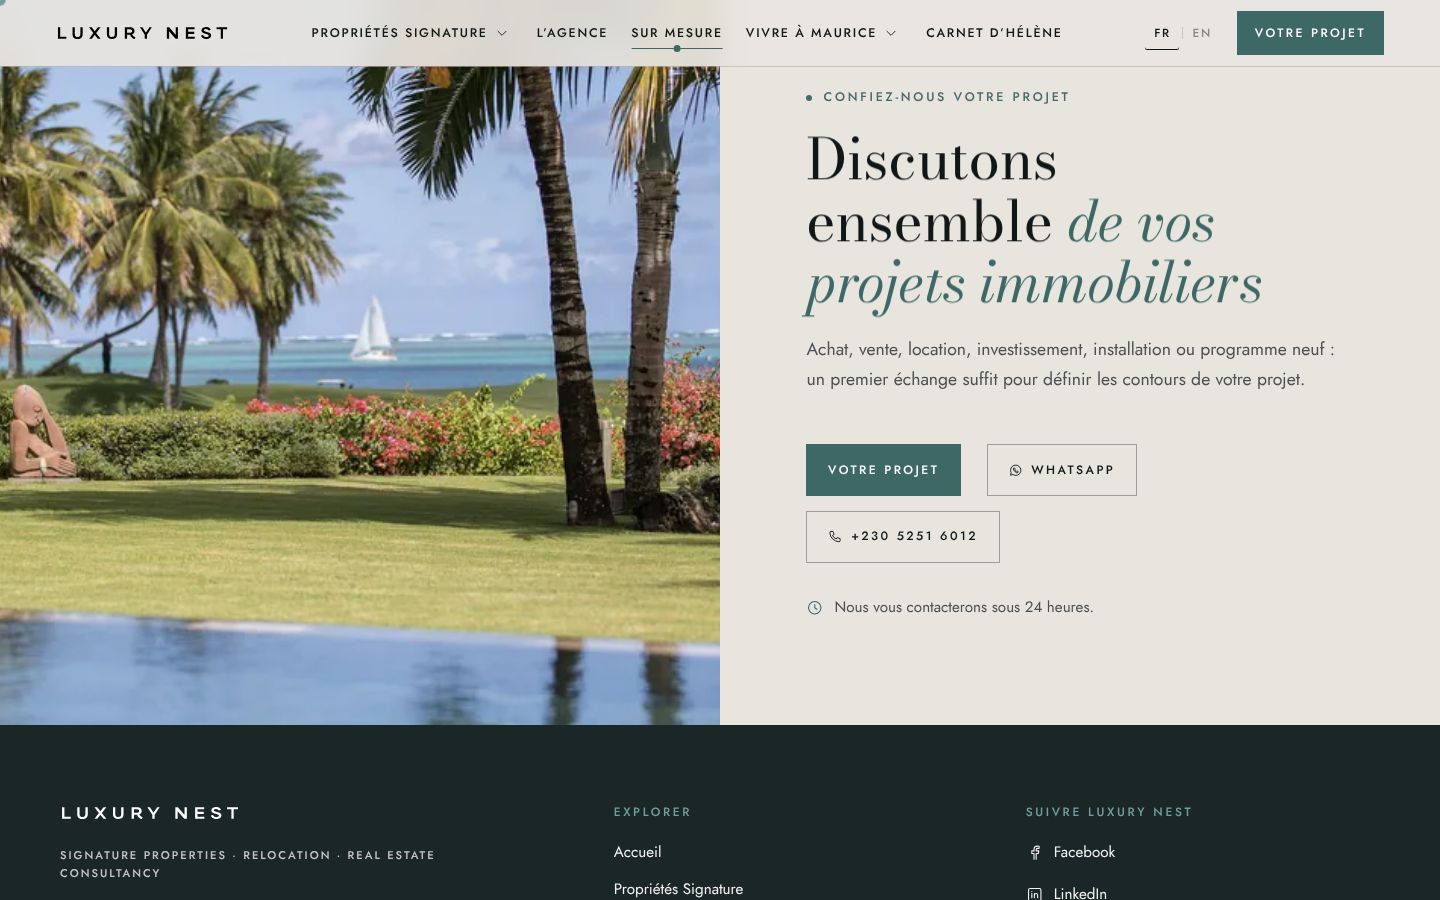 LUXURY NEST
PROPRIÉTÉS SIGNATURE
L’AGENCE
SUR MESURE
VIVRE À MAURICE
CARNET D’HÉLÈNE
FR
EN
VOTRE PROJET
CONFIEZ-NOUS VOTRE PROJET
Discutons
ensemble de vos
projets immobiliers
Achat, vente, location, investissement, installation ou programme neuf :
un premier échange suffit pour définir les contours de votre projet.
VOTRE PROJET
WHATSAPP
+230 5251 6012
Nous vous contacterons sous 24 heures.
LUXURY NEST
SIGNATURE PROPERTIES · RELOCATION · REAL ESTATE
CONSULTANCY
EXPLORER
Accueil
Propriétés Signature
SUIVRE LUXURY NEST
Facebook
LinkedIn